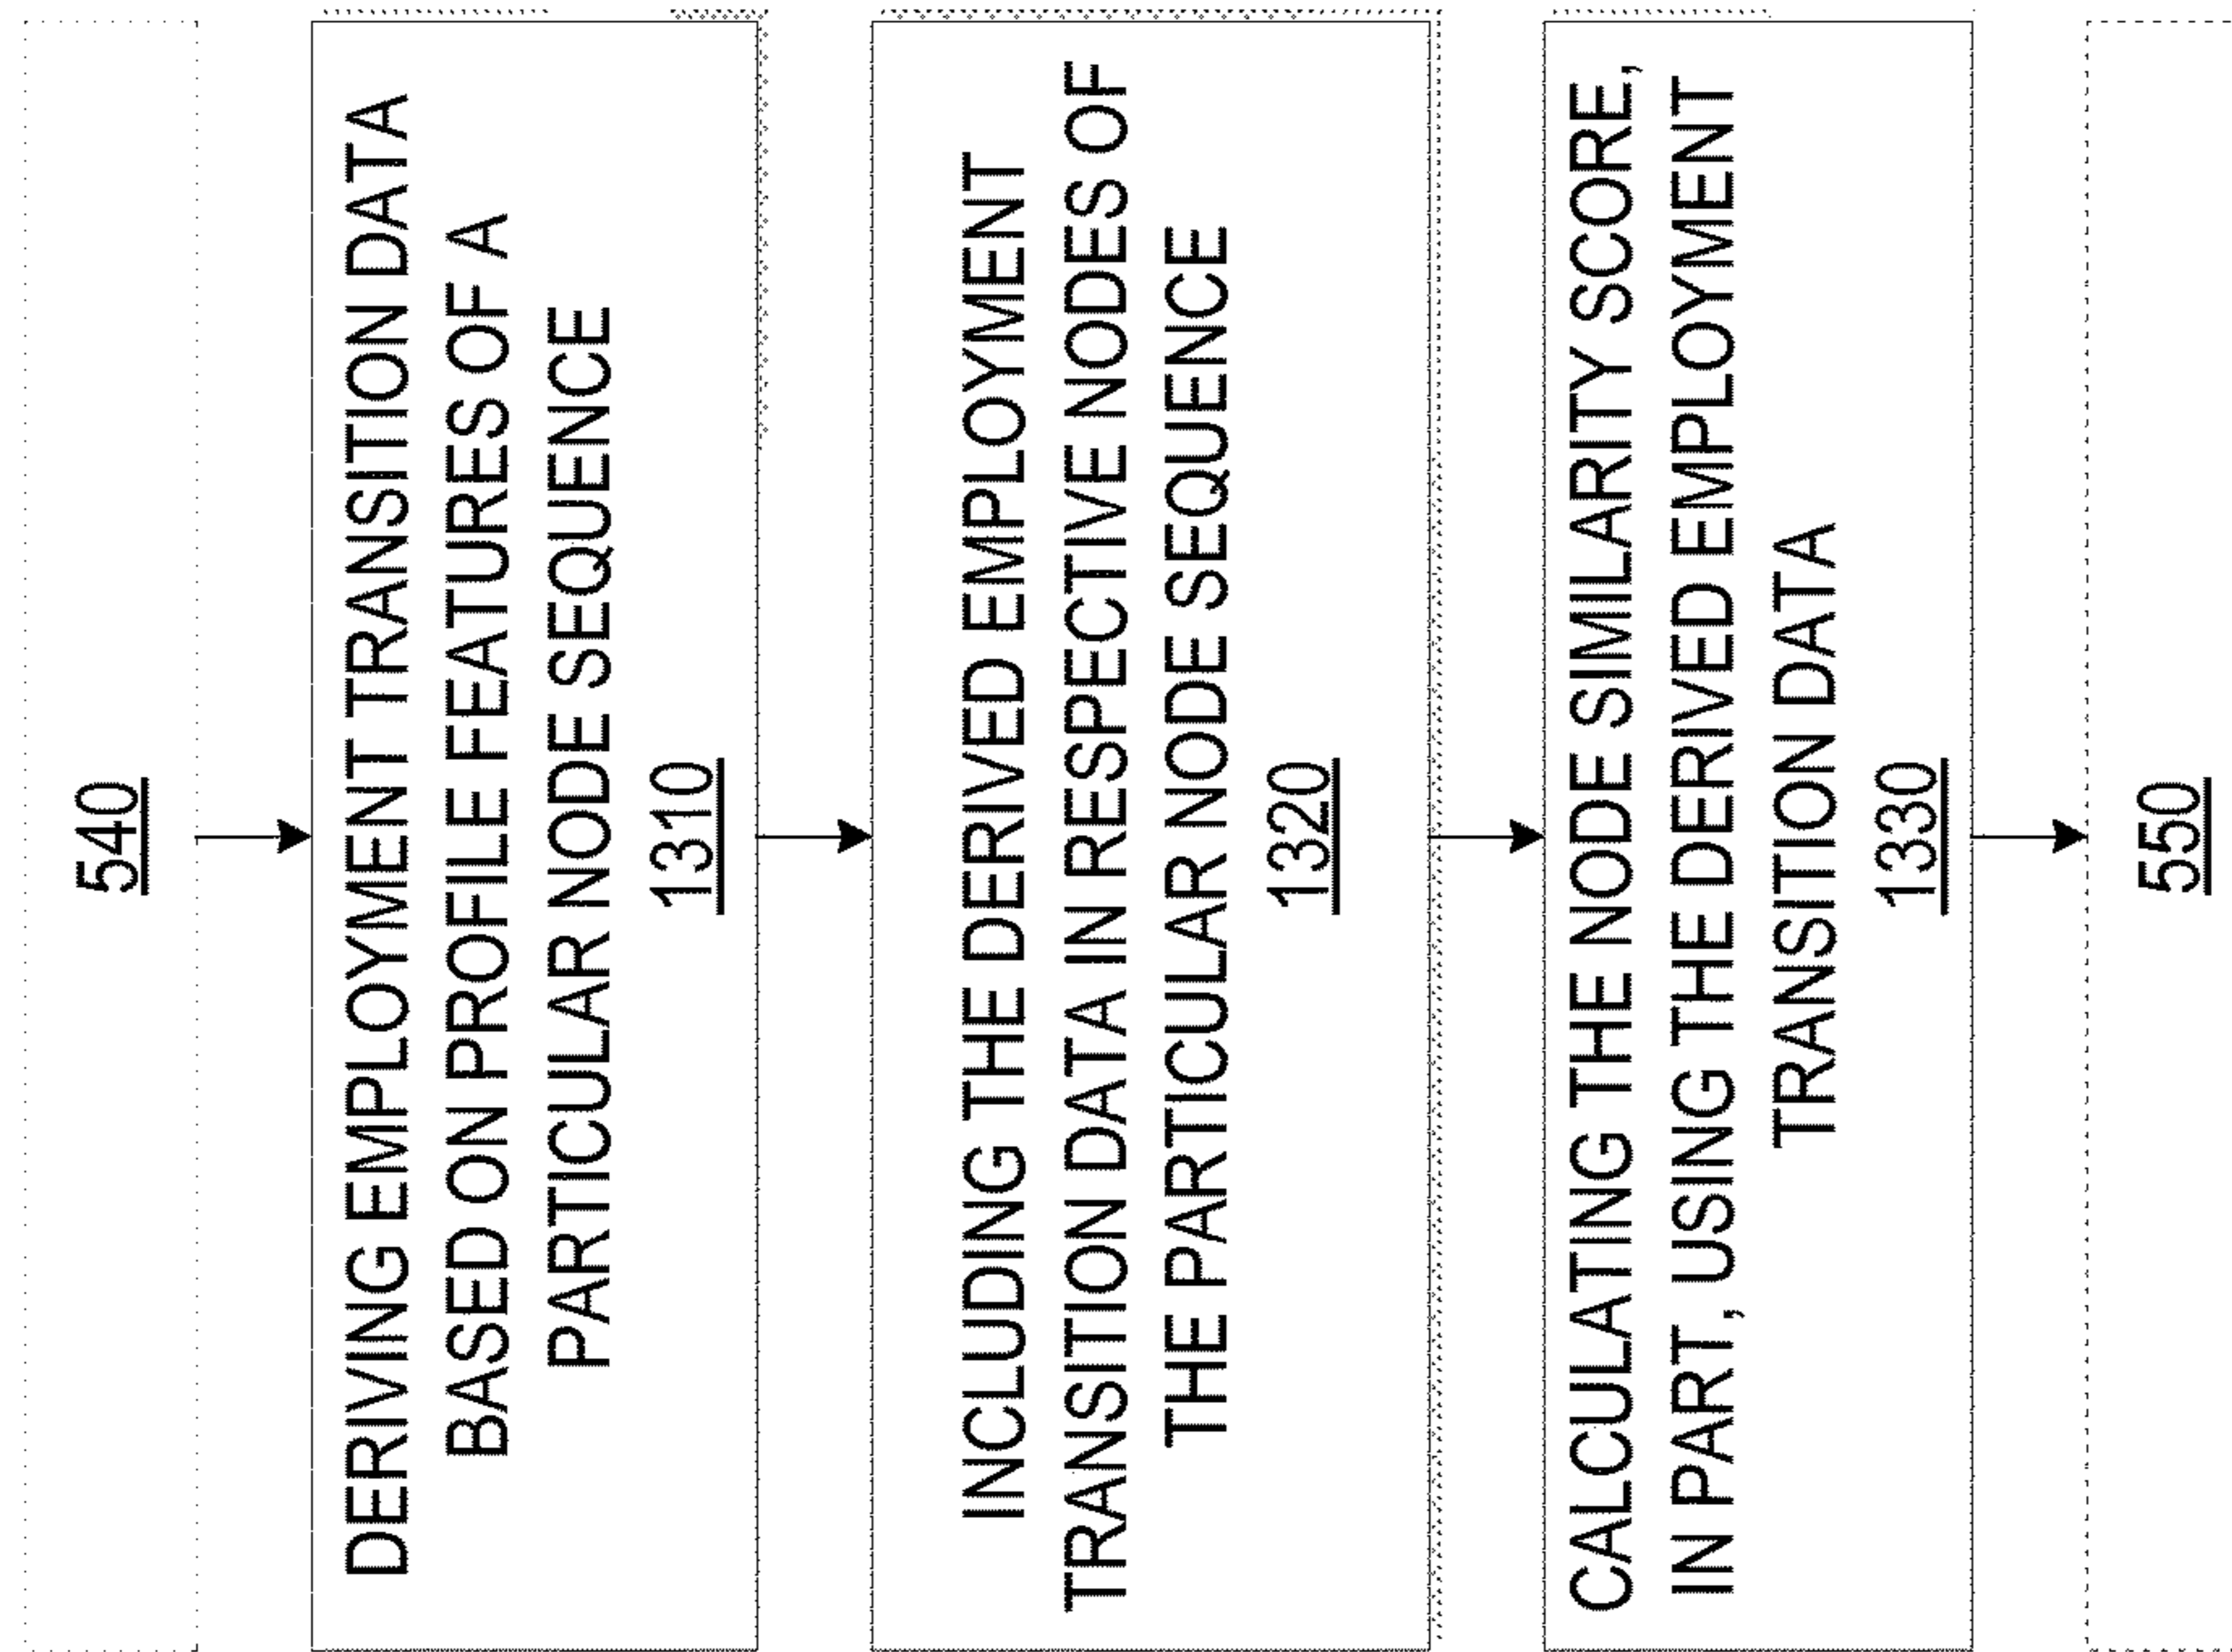 540
DERIVING EMPLOYMENT TRANSITION DATA
BASED ON PROFILE FEATURES OF A
PARTICULAR NODE SEQUENCE
1310
INCLUDING THE DERIVED EMPLOYMENT
TRANSITION DATA IN RESPECTIVE NODES OF
THE PARTICULAR NODE SEQUENCE
1320
CALCULATING THE NODE SIMILARITY SCORE,
IN PART, USING THE DERIVED EMPLOYMENT
TRANSITION DATA
1330
550